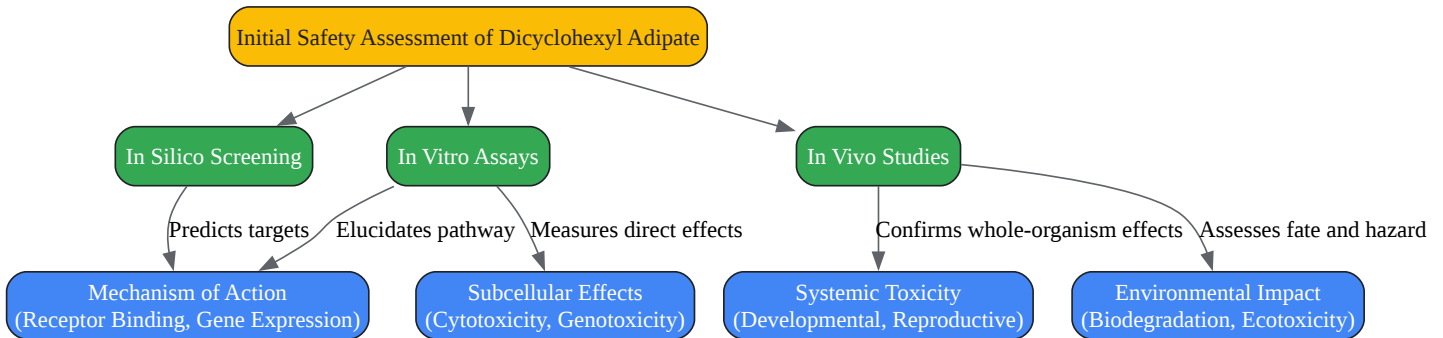 Initial Safety Assessment of Dicyclohexyl Adipate
In Silico Screening
In Vitro Assays
In Vivo Studies
Predicts targets
Elucidates pathway
Measures direct effects
Confirms whole-organism effects
Assesses fate and hazard
Mechanism of Action
(Receptor Binding, Gene Expression)
Subcellular Effects
(Cytotoxicity, Genotoxicity)
Systemic Toxicity
(Developmental, Reproductive)
Environmental Impact
(Biodegradation, Ecotoxicity)